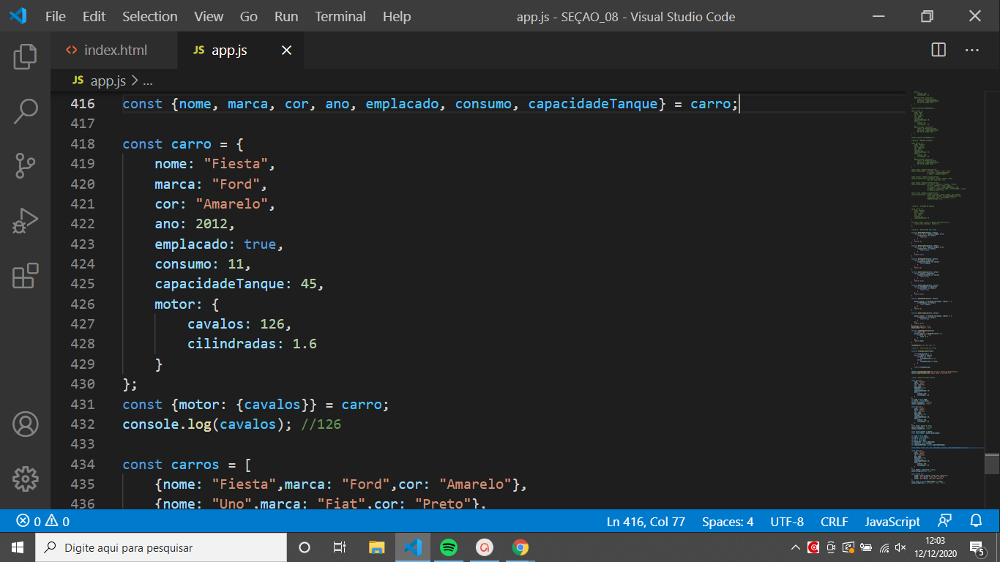 File Edit Selection View Go Run Terminal Help app.js - SEÇAO_08 - Visual Studio Code
<> index.html JS app.js
JS app.js > ...
416 const {nome, marca, cor, ano, emplacado, consumo, capacidadeTanque} = carro;
417
418 const carro = {
419 nome: "Fiesta",
420 marca: "Ford",
421 cor: "Amarelo",
422 ano: 2012,
423 emplacado: true,
424 consumo: 11,
425 capacidadeTanque: 45,
426 motor: {
427 cavalos: 126,
428 cilindradas: 1.6
429 }
430 };
431 const {motor: {cavalos}} = carro;
432 console.log(cavalos); //126
433
434 const carros = [
435 {nome: "Fiesta",marca: "Ford",cor: "Amarelo"},
436 {nome: "Uno",marca: "Fiat",cor: "Preto"},
0 0 Ln 416, Col 77 Spaces: 4 UTF-8 CRLF JavaScript
Digite aqui para pesquisar
12:03
12/12/2020
5